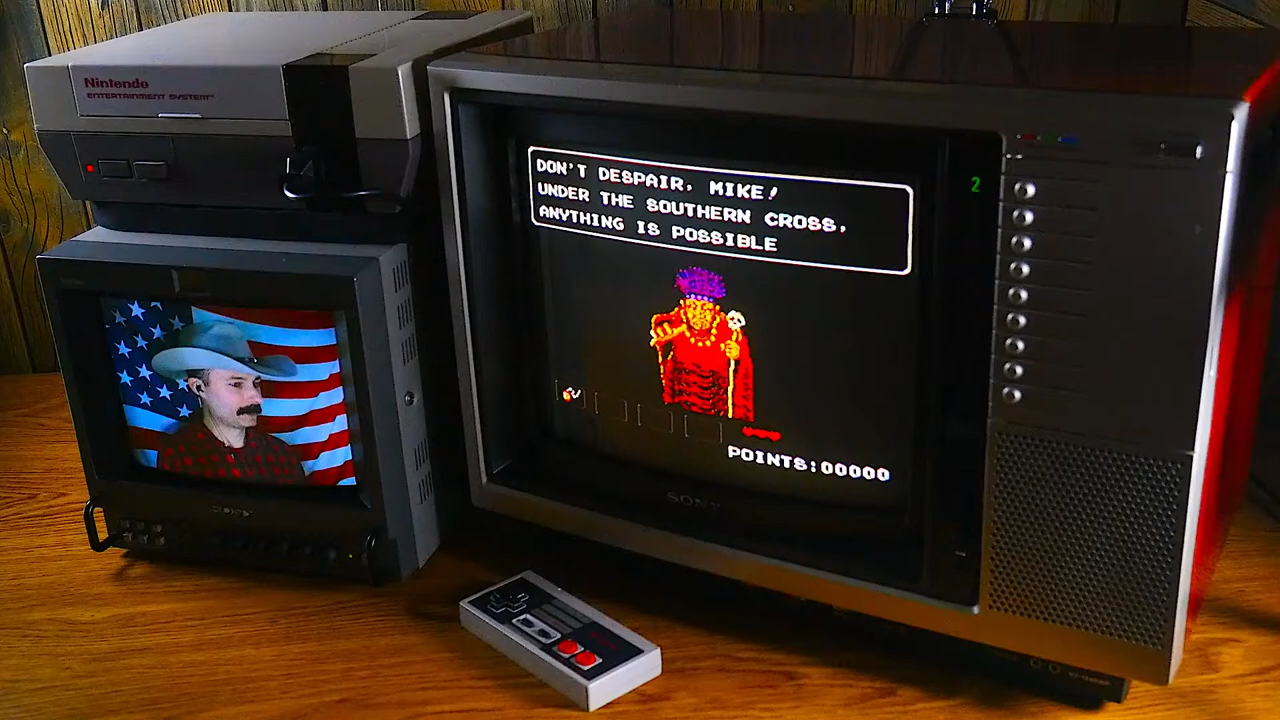 Nintendo
ENTERTAINMENT SYSTEM
DON'T DESPAIR, MIKE!
UNDER THE SOUTHERN CROSS,
ANYTHING IS POSSIBLE
2
POINTS:00000
SONY
SONY